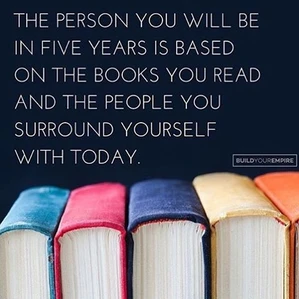 THE PERSON YOU WILL BE
IN FIVE YEARS IS BASED
ON THE BOOKS YOU READ
AND THE PEOPLE YOU
SURROUND YOURSELF
WITH TODAY.
BUILDYOUREMPIRE